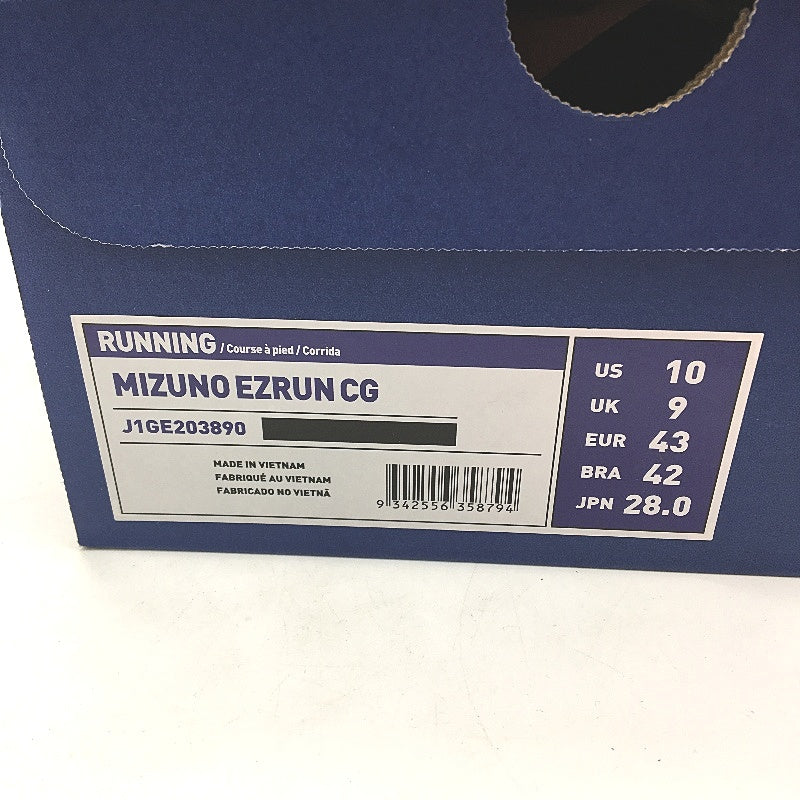 RUNNING / Course à pied / Corrida
MIZUNO EZRUN CG
J1GE203890
MADE IN VIETNAM
FABRIQUÉ AU VIETNAM
FABRICADO NO VIETNÃ
9 342556 358794
US 10
UK 9
EUR 43
BRA 42
JPN 28.0